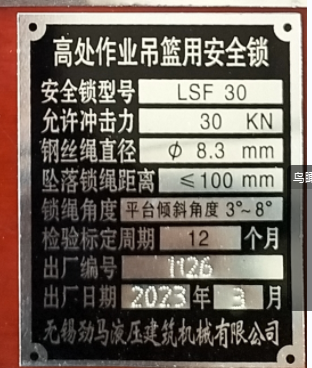 高处作业吊篮用安全锁
安全锁型号 LSF 30
允许冲击力 30 KN
钢丝绳直径 φ 8.3 mm
坠落锁绳距离 ≤100 mm
锁绳角度 平台倾斜角度 3°~8°
检验标定周期 12 个月
出厂编号 1126
出厂日期 2023 年 3 月
无锡劲马液压建筑机械有限公司